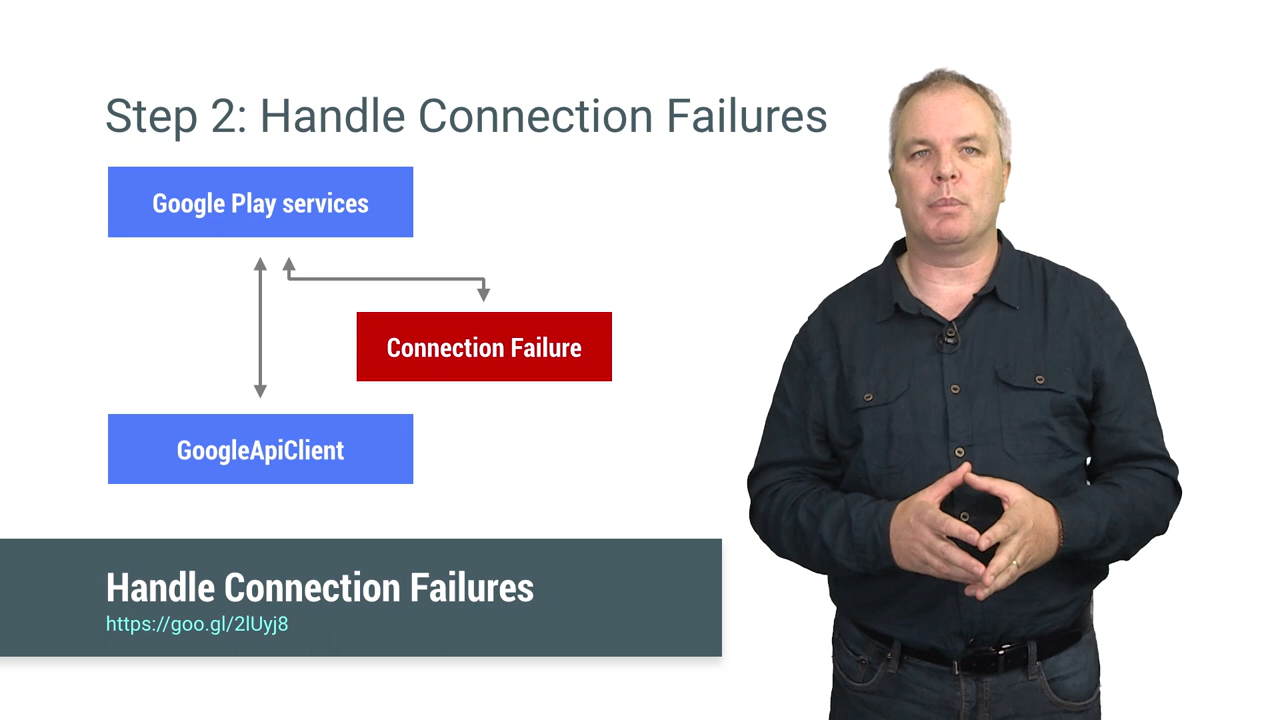 Step 2: Handle Connection Failures
Google Play services
Connection Failure
GoogleApiClient
Handle Connection Failures
https://goo.gl/2lUyj8